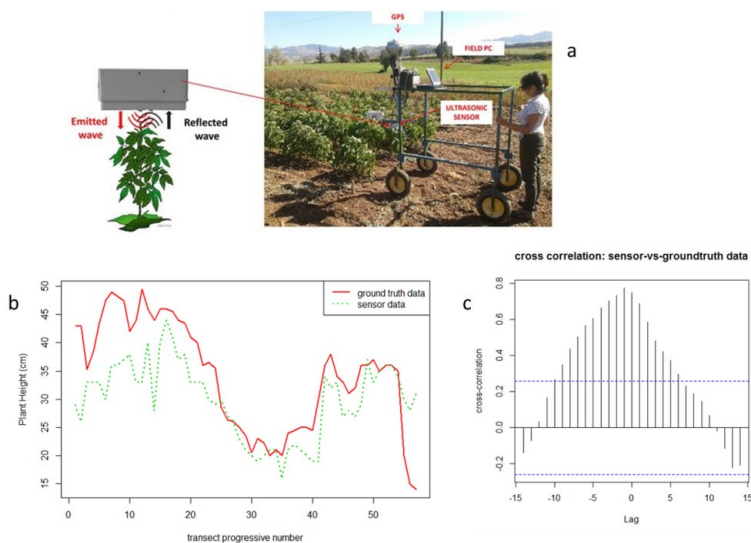 GPS
FIELD PC
a
Emitted
wave
Reflected
wave
ULTRASONIC
SENSOR
b
ground truth data
sensor data
Plant Height (cm)
50
45
40
35
30
25
20
15
0 10 20 30 40 50
transect progressive number
cross correlation: sensor-vs-groundtruth data
c
cross-correlation
0.8
0.6
0.4
0.2
0.0
-0.2
-15 -10 -5 0 5 10 15
Lag